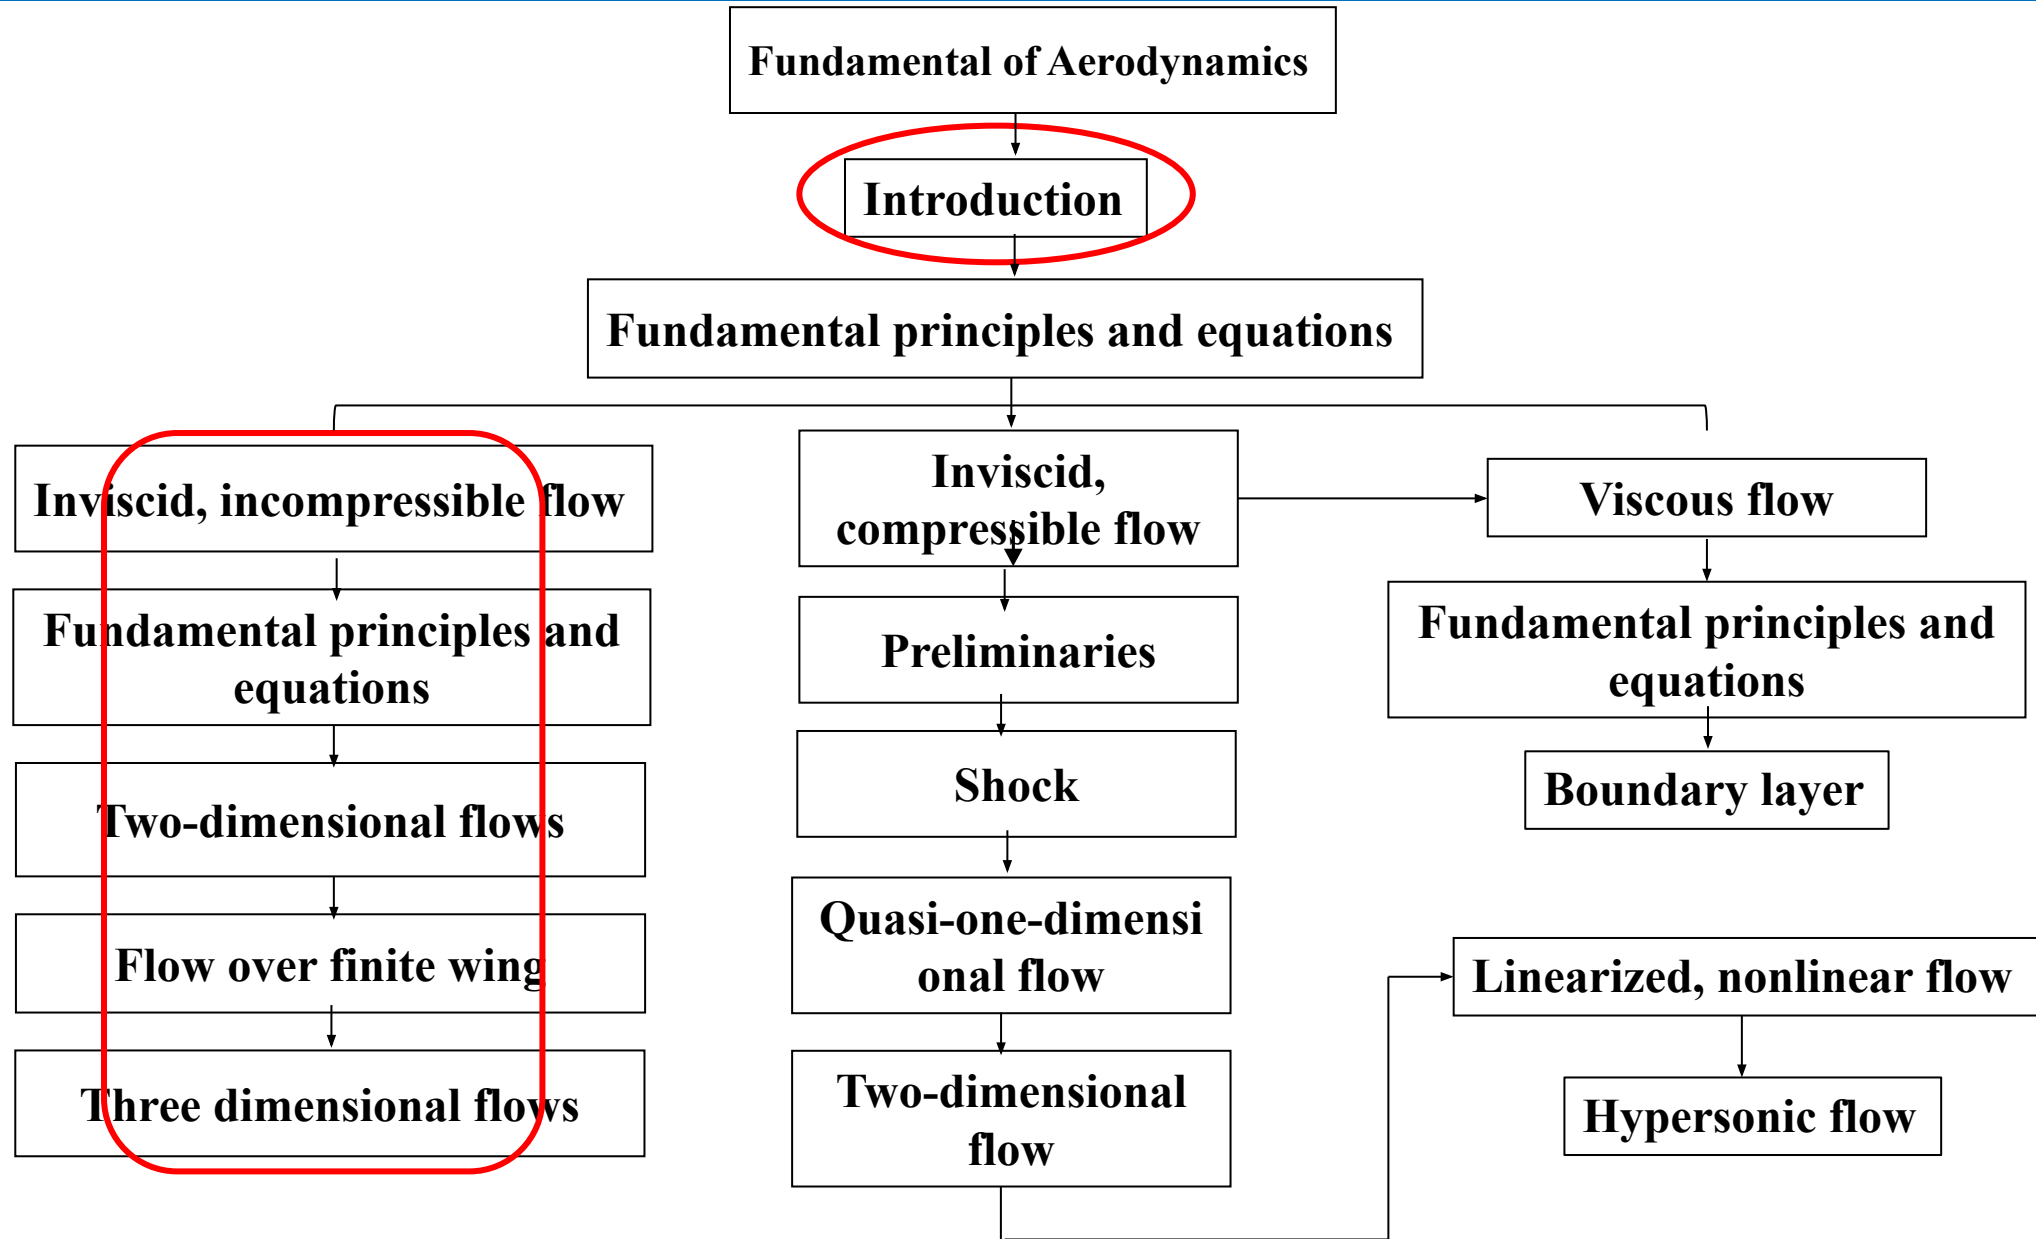 Fundamental of Aerodynamics
Introduction
Fundamental principles and equations
Inviscid, incompressible flow
Fundamental principles and
equations
Two-dimensional flows
Flow over finite wing
Three dimensional flows
Inviscid,
compressible flow
Preliminaries
Shock
Quasi-one-dimensi
onal flow
Two-dimensional
flow
Viscous flow
Fundamental principles and
equations
Boundary layer
Linearized, nonlinear flow
Hypersonic flow